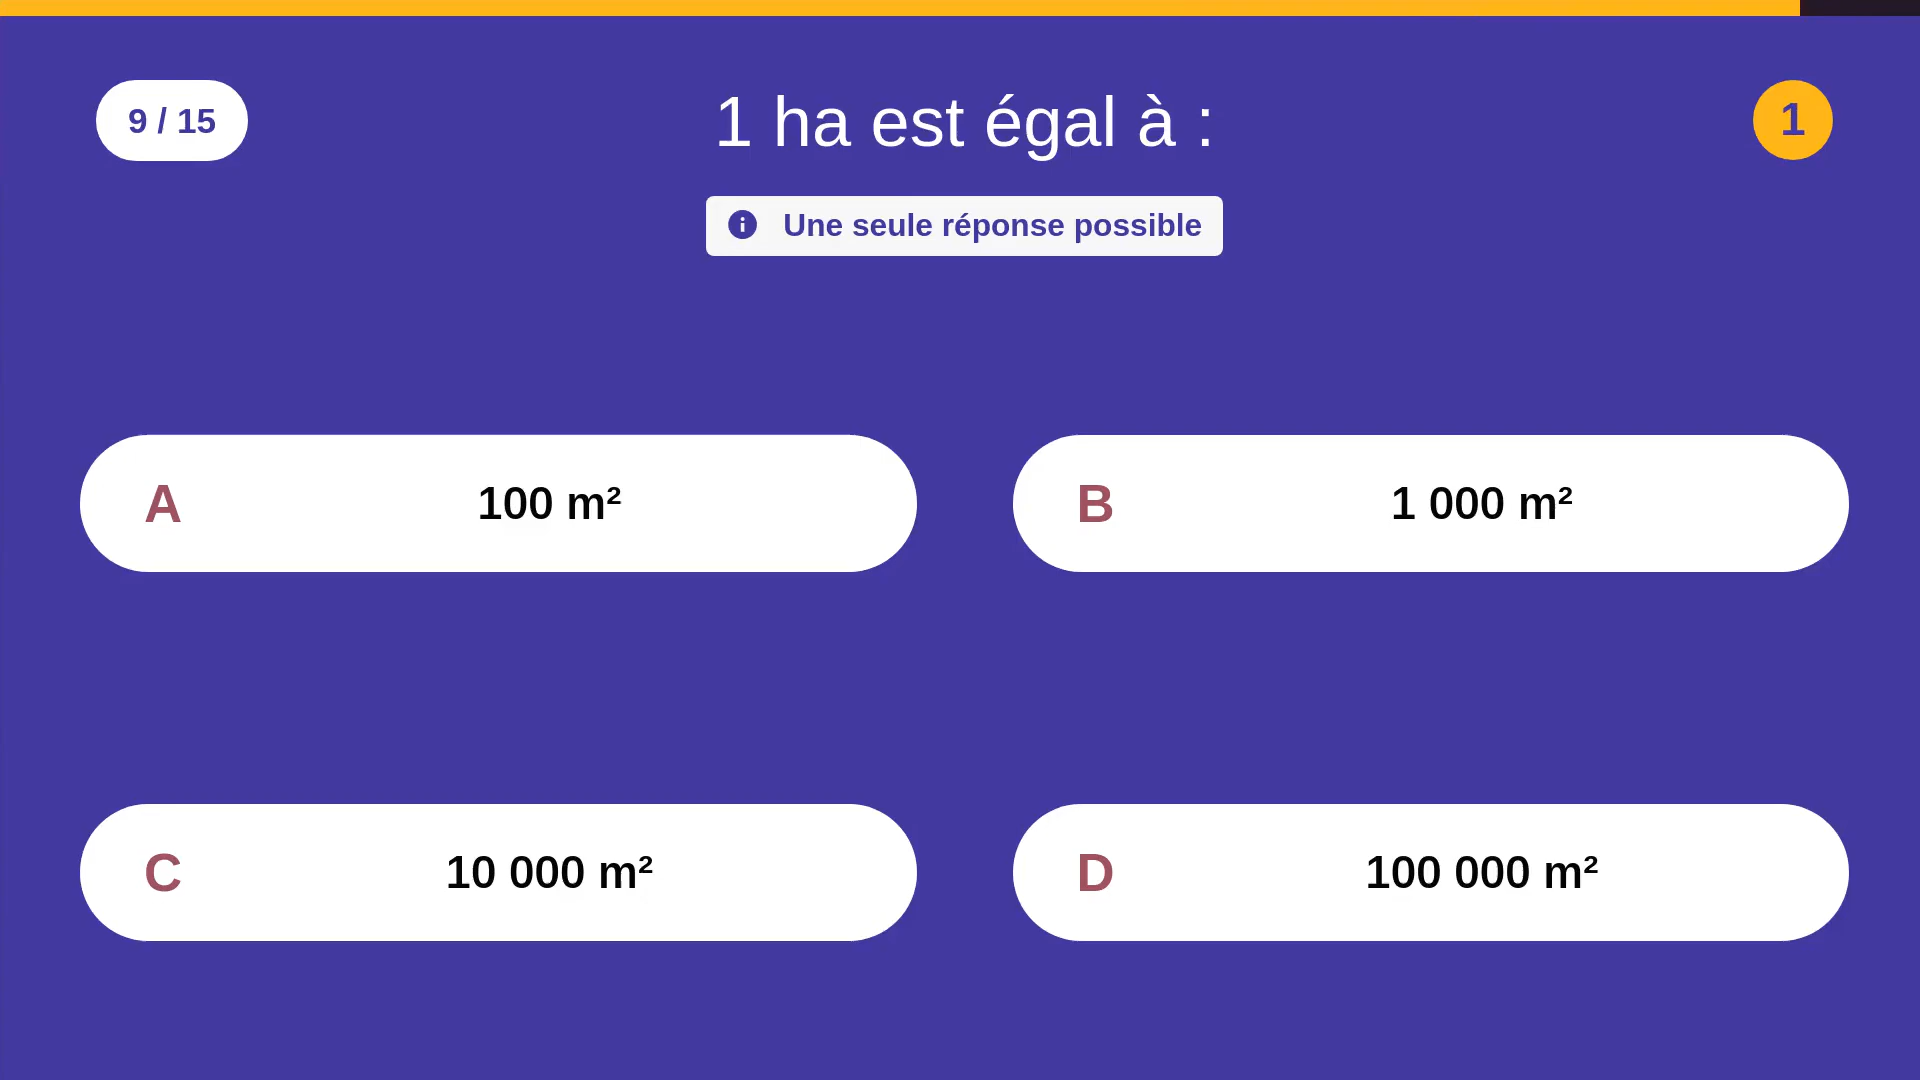 9 / 15
1 ha est égal à :
1
Une seule réponse possible
A 100 m²
B 1 000 m²
C 10 000 m²
D 100 000 m²